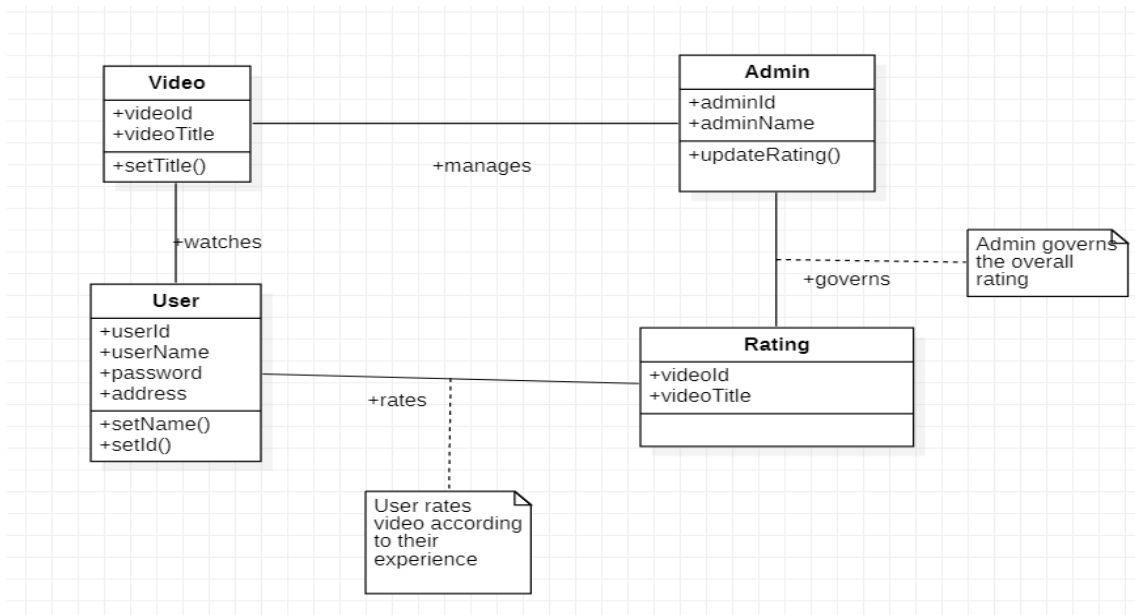 Video
+videoId
+videoTitle
+setTitle()
Admin
+adminId
+adminName
+updateRating()
+manages
+watches
Admin governs
the overall
rating
+governs
User
+userId
+userName
+password
+address
+setName()
+setId()
Rating
+videoId
+videoTitle
+rates
User rates
video according
to their
experience